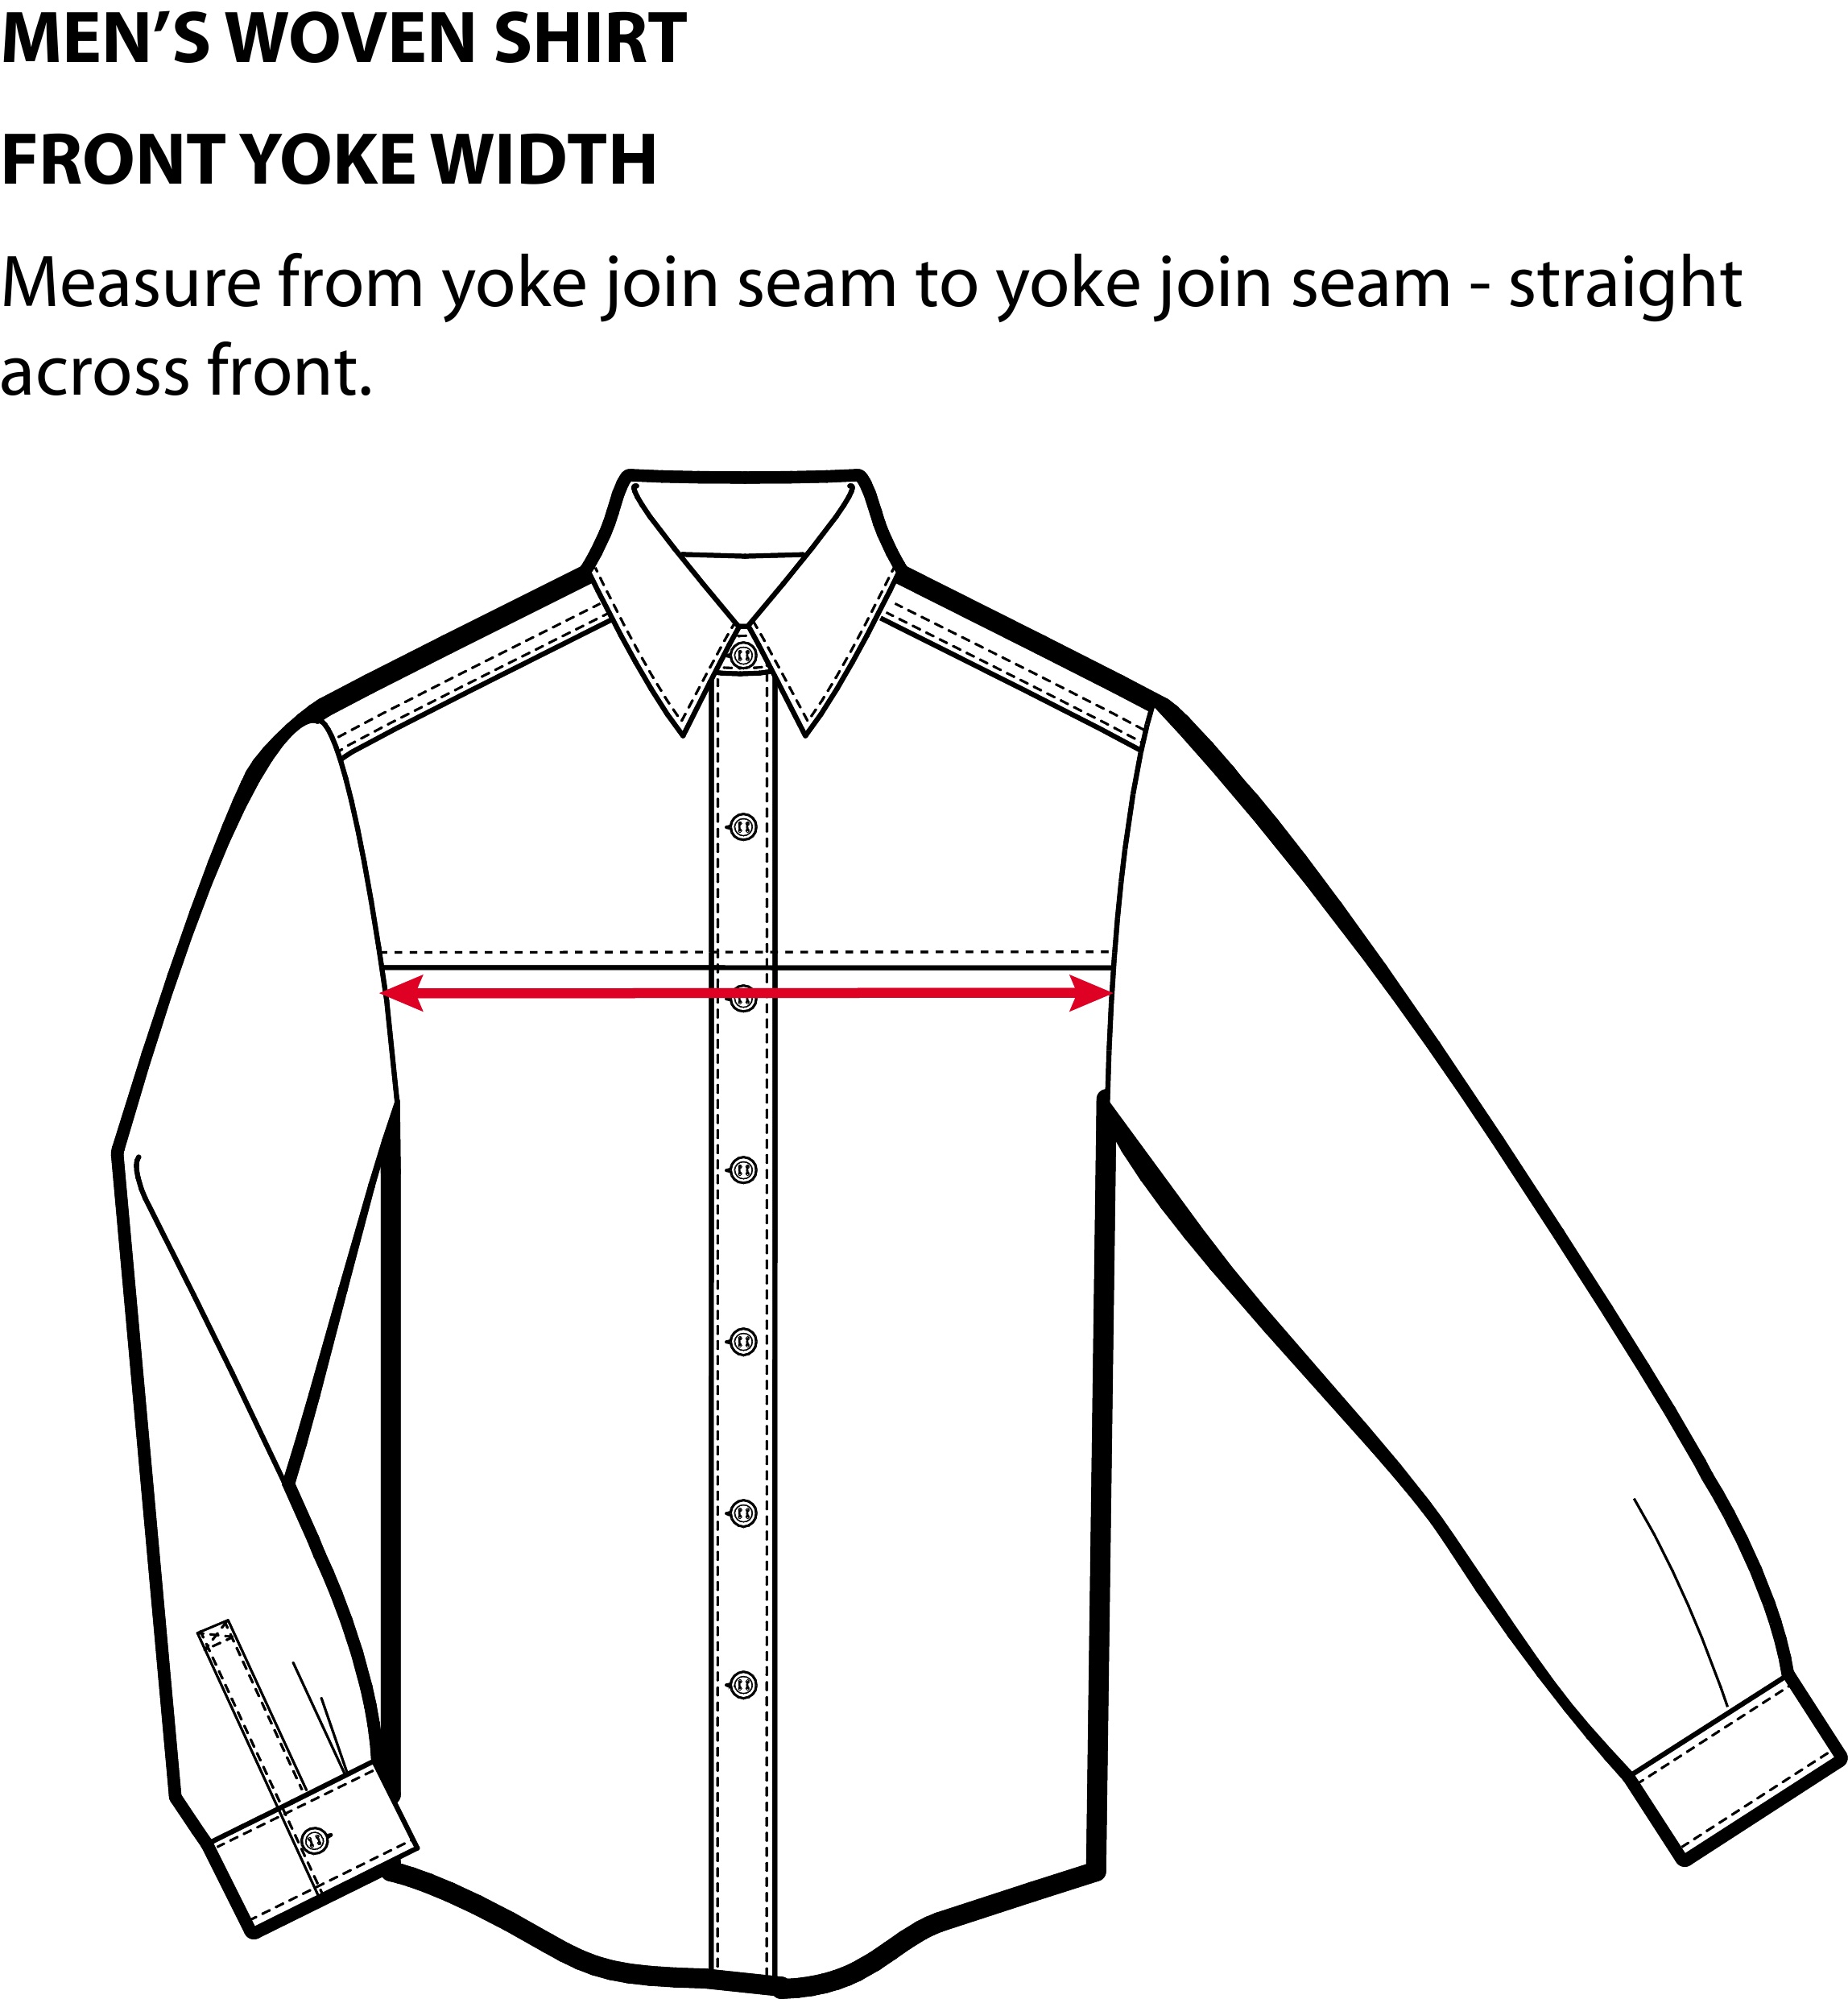 MEN’S WOVEN SHIRT
FRONT YOKE WIDTH
Measure from yoke join seam to yoke join seam - straight
across front.